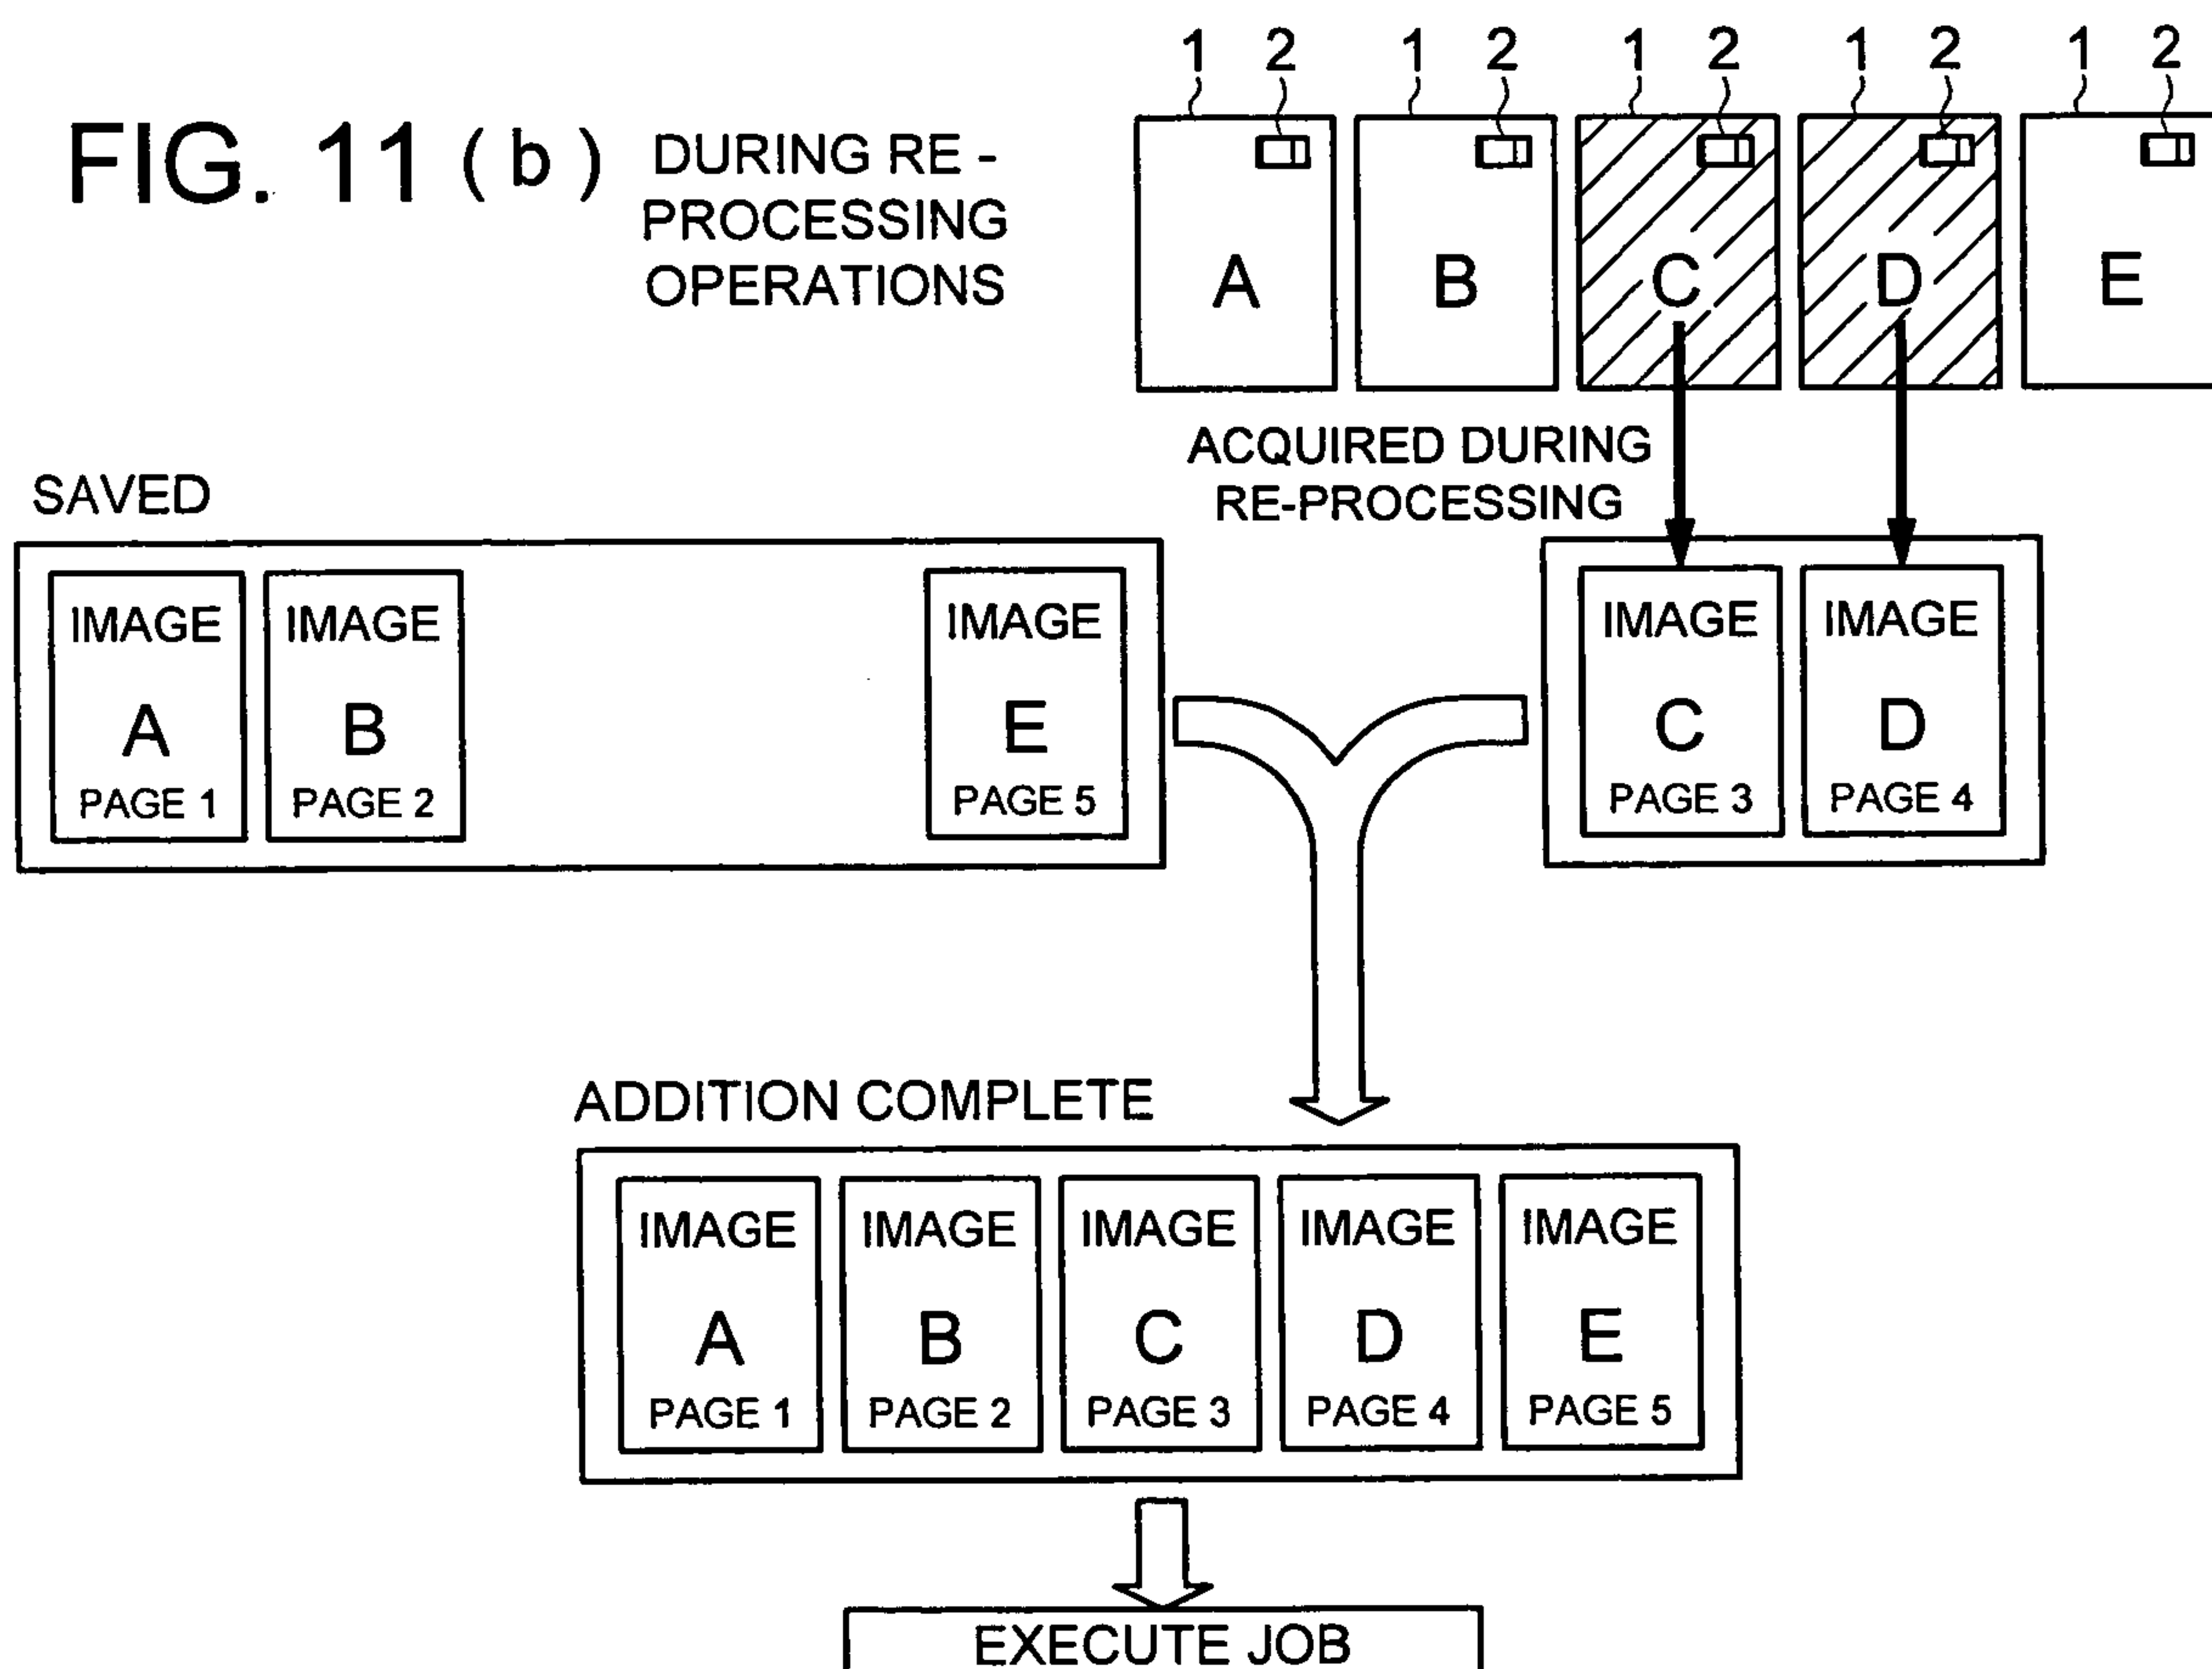 1 2 1 2 1 2 1 2 1 2
FIG. 11 (b) DURING RE -
PROCESSING
OPERATIONS
A B C D E
ACQUIRED DURING
RE-PROCESSING
SAVED
IMAGE IMAGE IMAGE IMAGE IMAGE
A B E C D
PAGE 1 PAGE 2 PAGE 5 PAGE 3 PAGE 4
ADDITION COMPLETE
IMAGE IMAGE IMAGE IMAGE IMAGE
A B C D E
PAGE 1 PAGE 2 PAGE 3 PAGE 4 PAGE 5
EXECUTE JOB